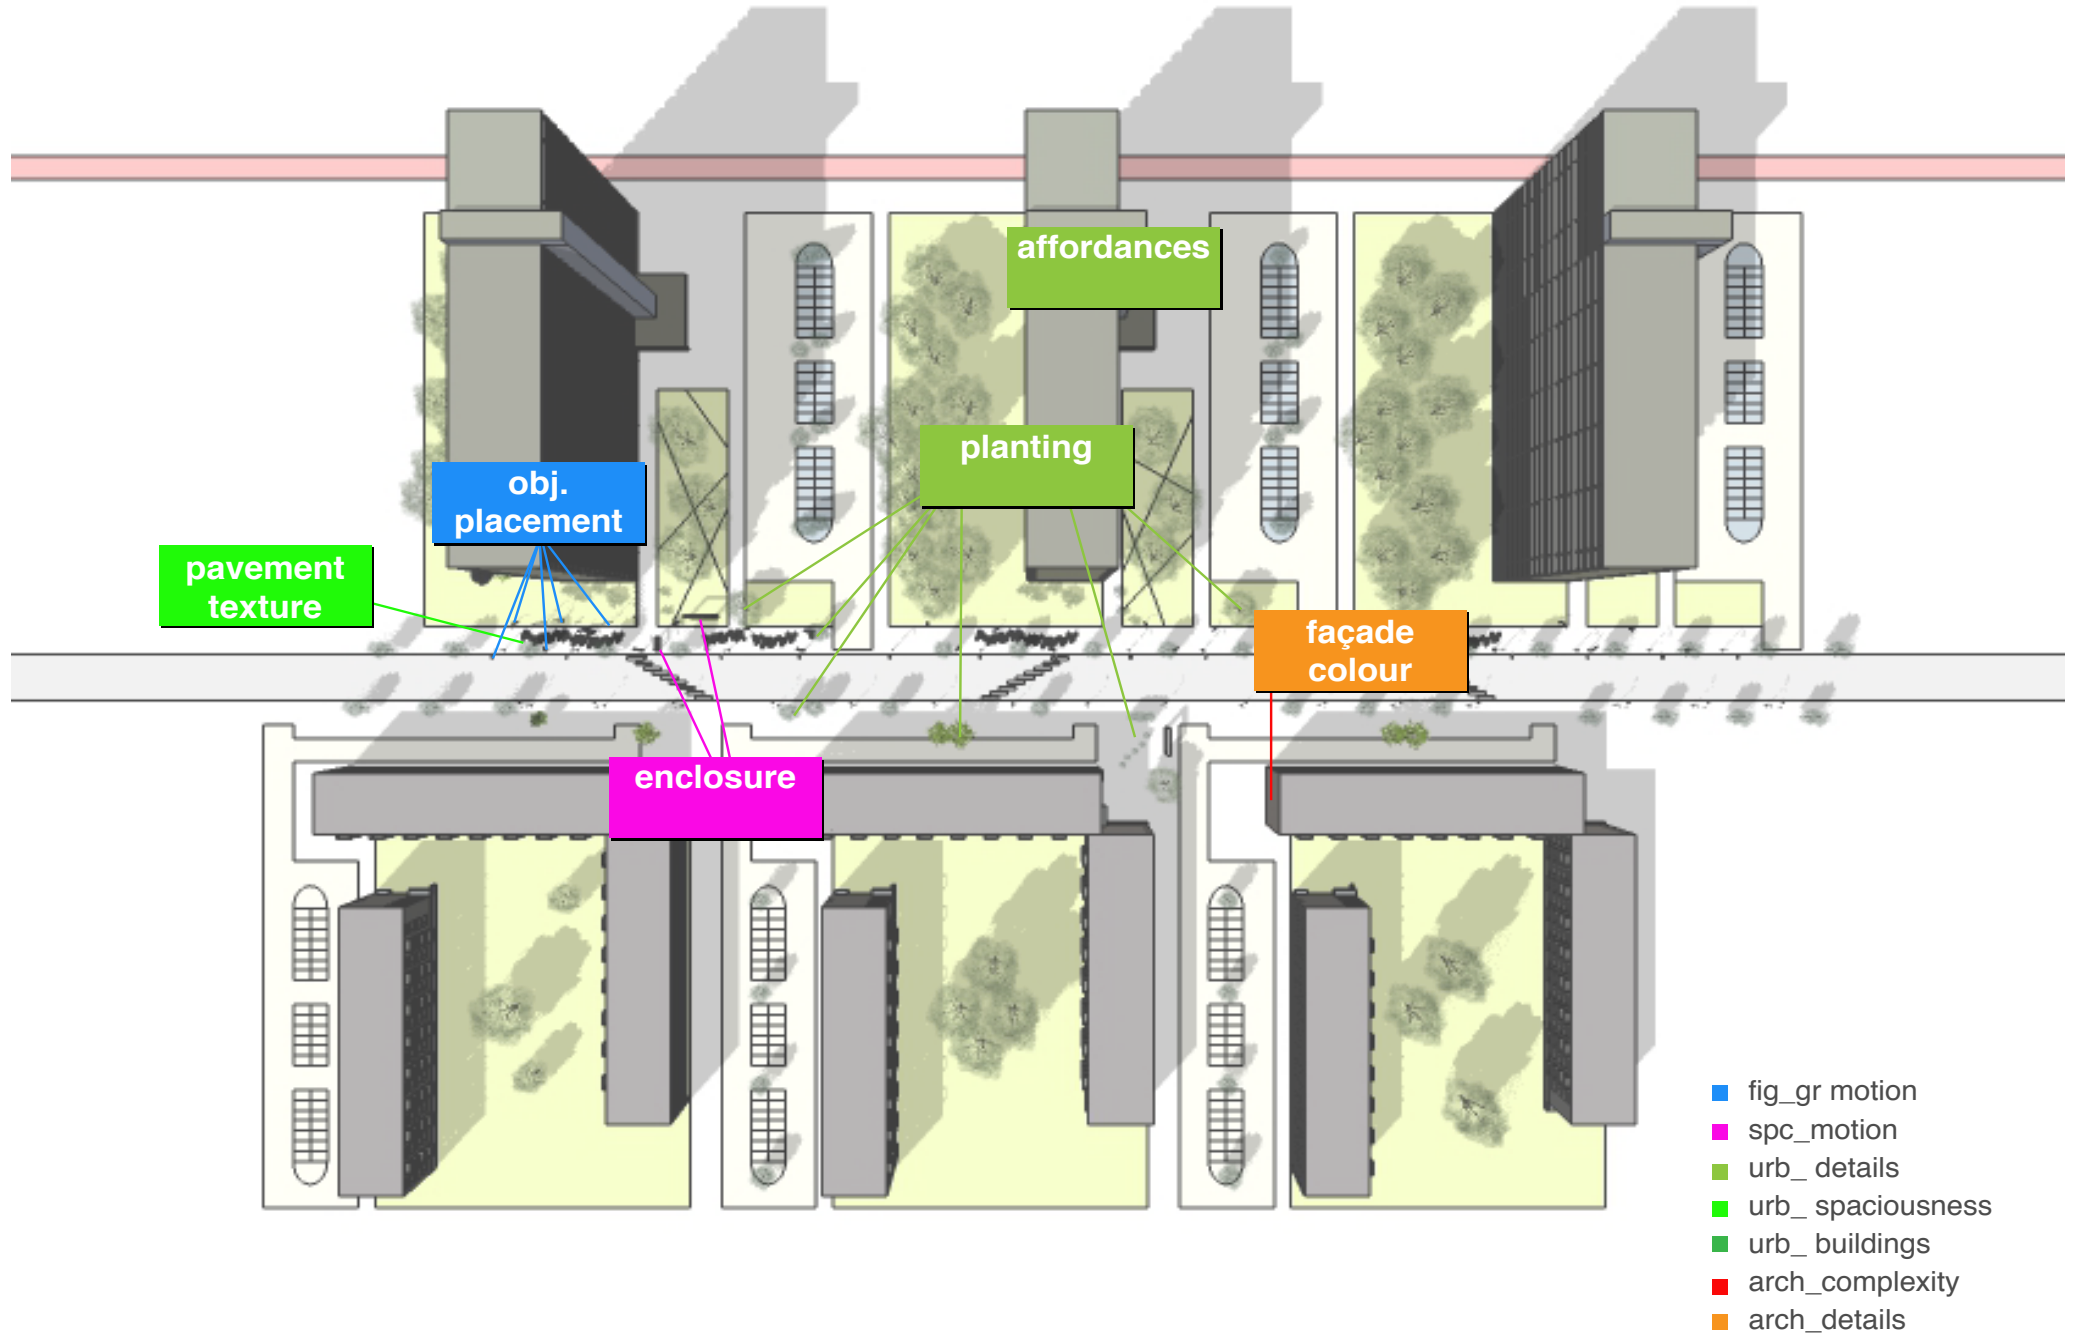 affordances
planting
obj.
placement
pavement
texture
façade
colour
enclosure
fig_gr motion
spc_motion
urb_ details
urb_ spaciousness
urb_ buildings
arch_complexity
arch_details